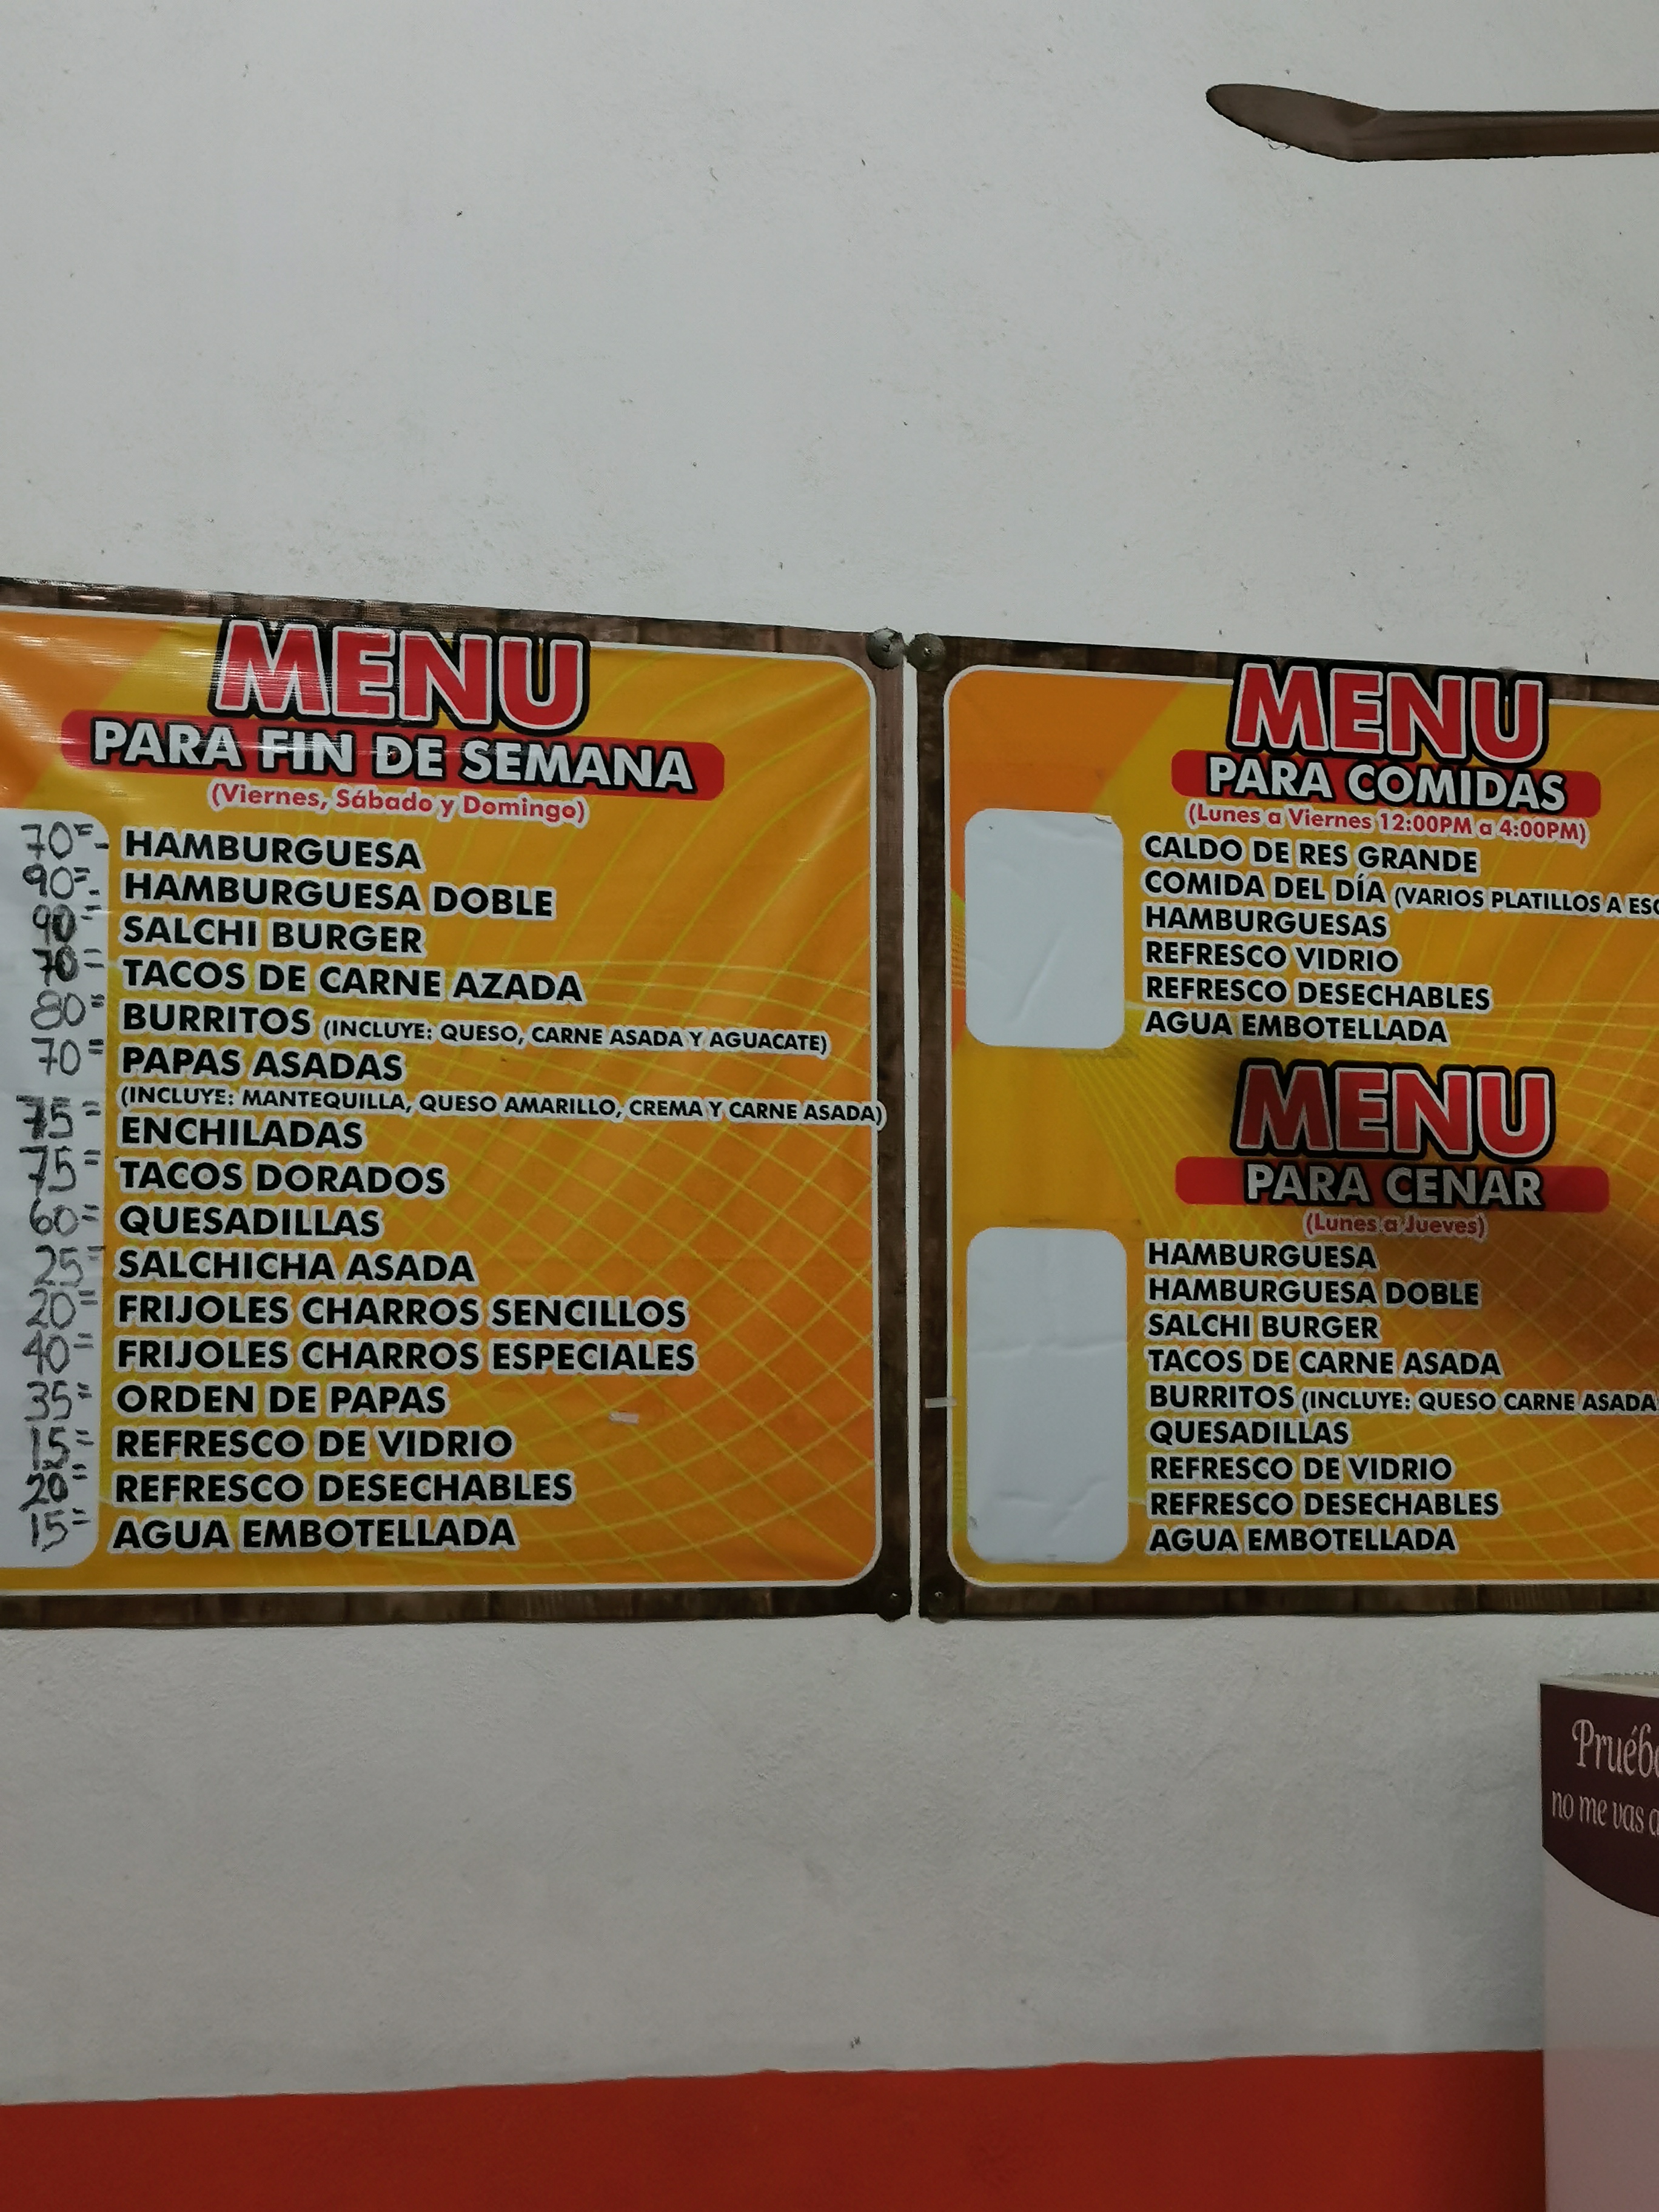 MENU
PARA FIN DE SEMANA
(Viernes, Sábado y Domingo)
70=- HAMBURGUESA
90=- HAMBURGUESA DOBLE
90= SALCHI BURGER
70= TACOS DE CARNE AZADA
80= BURRITOS (INCLUYE: QUESO, CARNE ASADA Y AGUACATE)
70= PAPAS ASADAS
(INCLUYE: MANTEQUILLA, QUESO AMARILLO, CREMA Y CARNE ASADA)
75= ENCHILADAS
75= TACOS DORADOS
60= QUESADILLAS
25= SALCHICHA ASADA
20= FRIJOLES CHARROS SENCILLOS
40= FRIJOLES CHARROS ESPECIALES
35= ORDEN DE PAPAS
15= REFRESCO DE VIDRIO
20= REFRESCO DESECHABLES
15= AGUA EMBOTELLADA
MENU
PARA COMIDAS
(Lunes a Viernes 12:00PM a 4:00PM)
CALDO DE RES GRANDE
COMIDA DEL DÍA (VARIOS PLATILLOS A
HAMBURGUESAS
REFRESCO VIDRIO
REFRESCO DESECHABLES
AGUA EMBOTELLADA
MENU
PARA CENAR
(Lunes a Jueves)
HAMBURGUESA
HAMBURGUESA DOBLE
SALCHI BURGER
TACOS DE CARNE ASADA
BURRITOS (INCLUYE: QUESO CARNE ASADA
QUESADILLAS
REFRESCO DE VIDRIO
REFRESCO DESECHABLES
AGUA EMBOTELLADA
no me vas